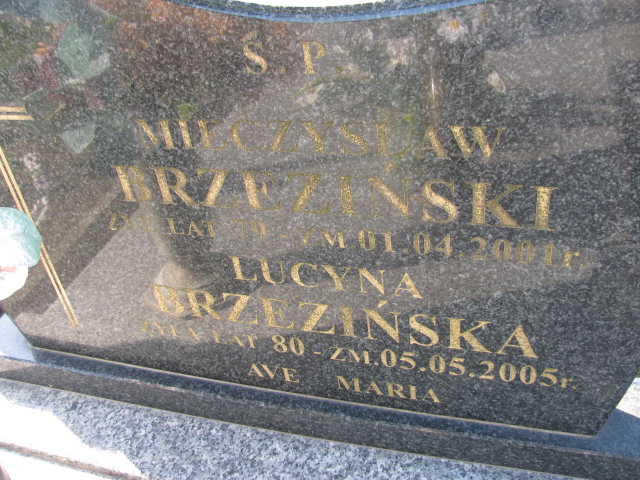 Ś.P.
MIECZYSŁAW
BRZEZIŃSKI
ŻYŁ LAT 79 - ZM 01.04.2001r.
LUCYNA
BRZEZIŃSKA
ŻYŁA LAT 80 - ZM. 05.05.2005r.
AVE MARIA